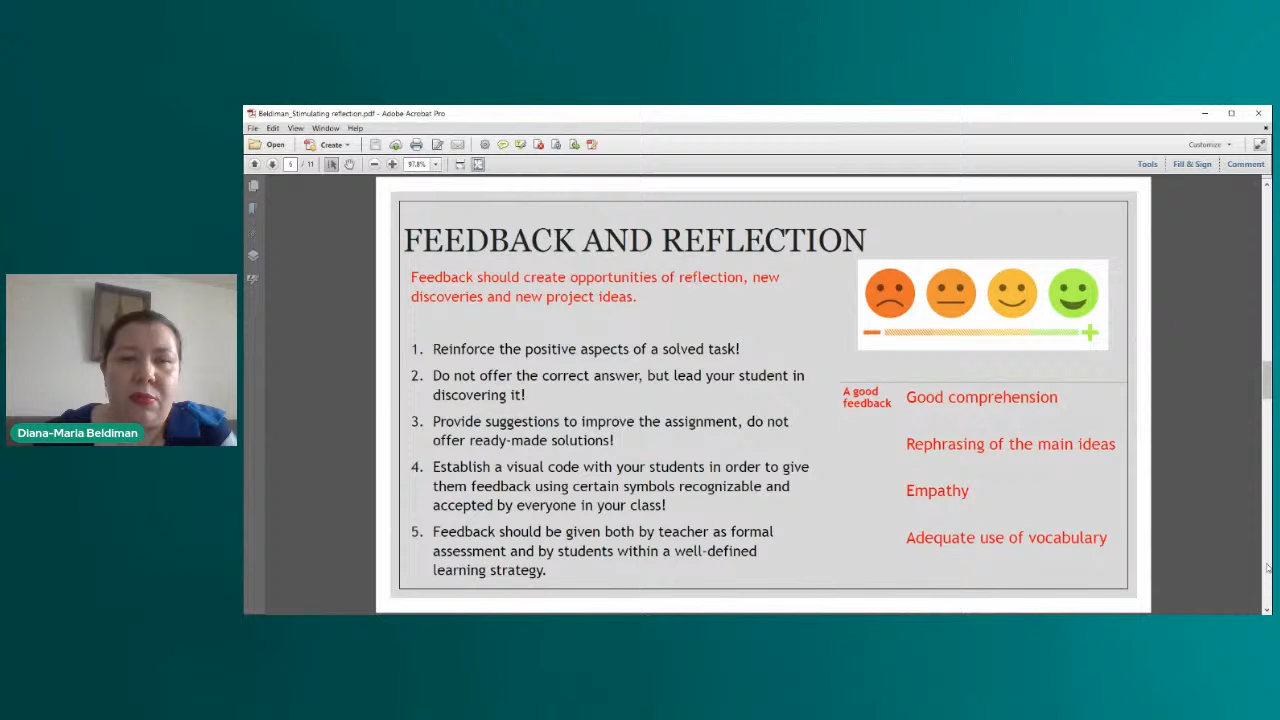 Beldiman_Stimulating reflection.pdf - Adobe Acrobat Pro
File Edit View Window Help
Open Create Customize
/ 11 97.8% Tools Fill & Sign Comment
FEEDBACK AND REFLECTION
Feedback should create opportunities of reflection, new
discoveries and new project ideas.
1. Reinforce the positive aspects of a solved task!
2. Do not offer the correct answer, but lead your student in
discovering it!
3. Provide suggestions to improve the assignment, do not
offer ready-made solutions!
4. Establish a visual code with your students in order to give
them feedback using certain symbols recognizable and
accepted by everyone in your class!
5. Feedback should be given both by teacher as formal
assessment and by students within a well-defined
learning strategy.
A good
feedback
Good comprehension
Rephrasing of the main ideas
Empathy
Adequate use of vocabulary
Diana-Maria Beldiman